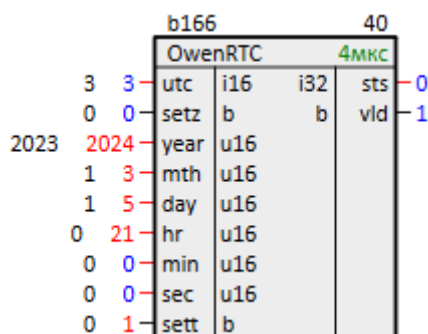 b166 40
OwenRTC 4мкс
3 3 utc i16 i32 sts 0
0 0 setz b b vld 1
2023 2024 year u16
1 3 mth u16
1 5 day u16
0 21 hr u16
0 0 min u16
0 0 sec u16
0 1 sett b